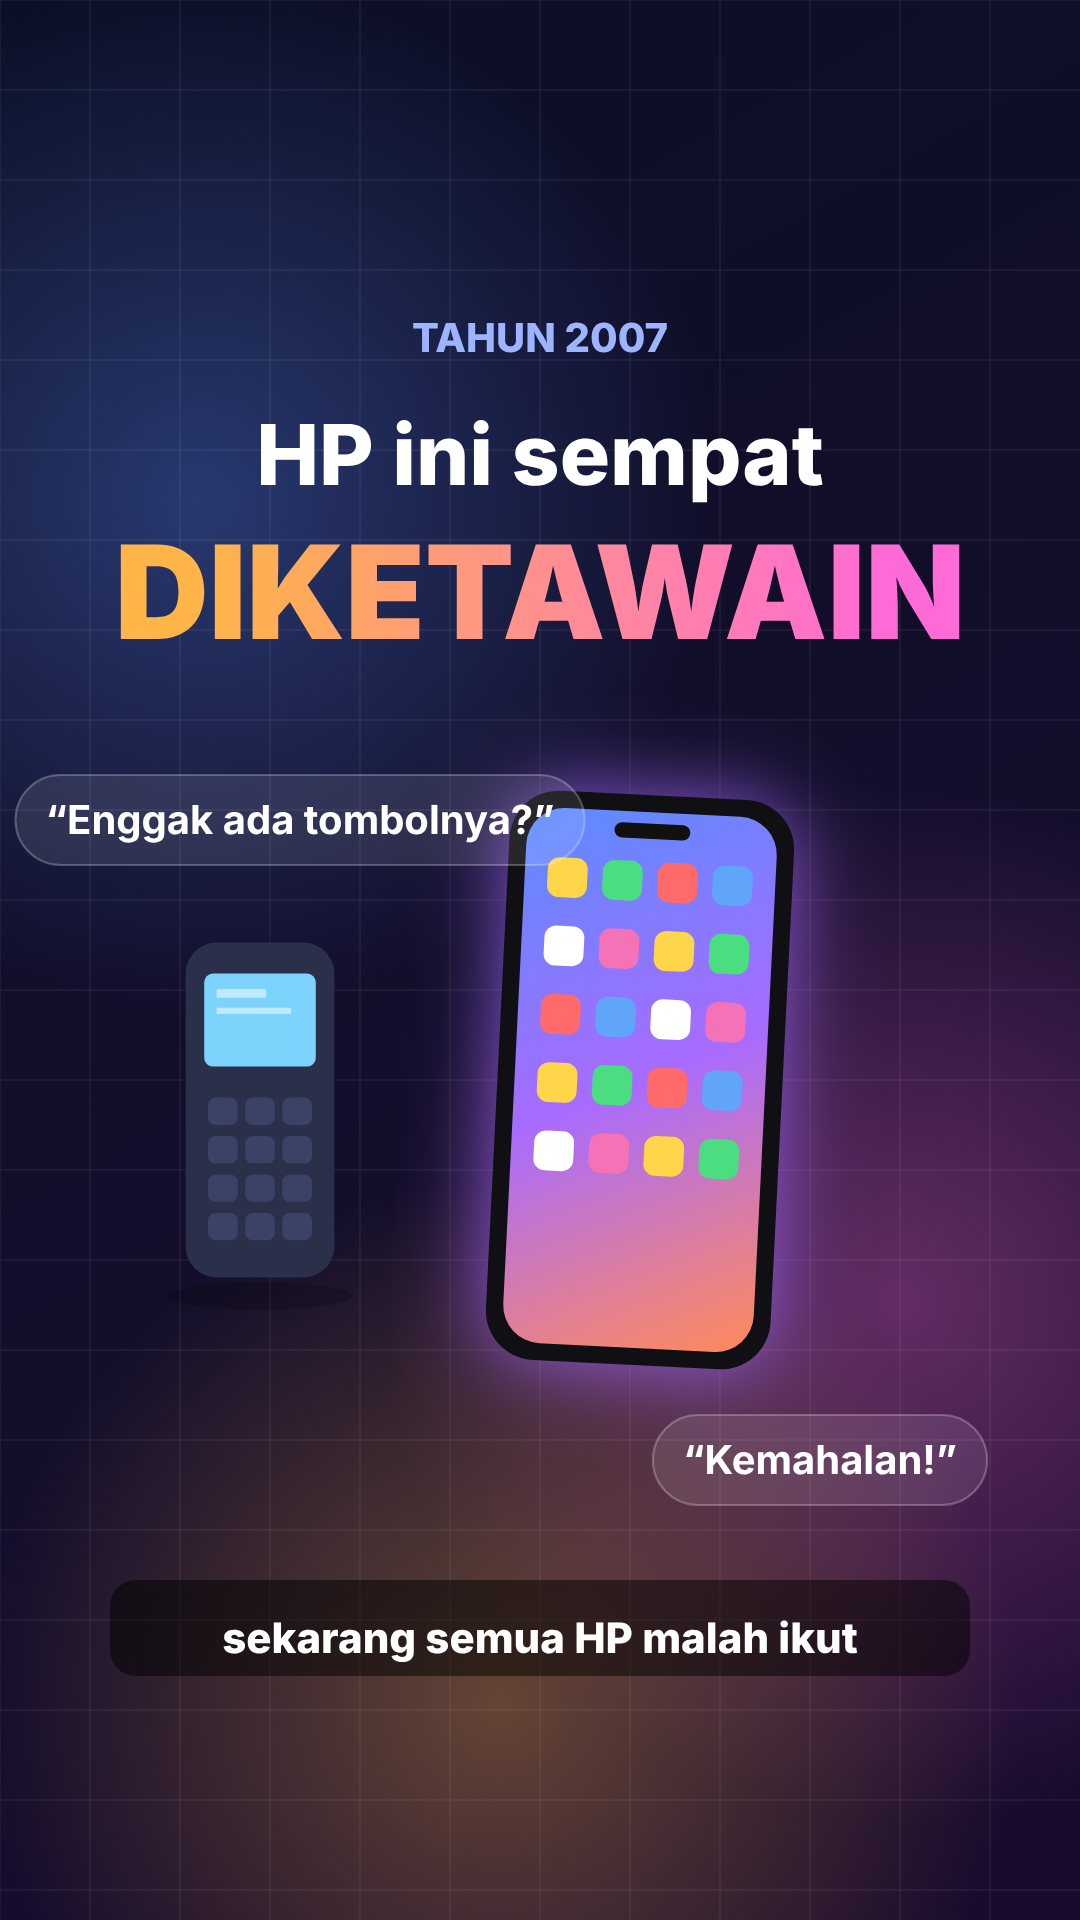 TAHUN 2007
HP ini sempat
DIKETAWAIN
“Enggak ada tombolnya?”
“Kemahalan!”
sekarang semua HP malah ikut